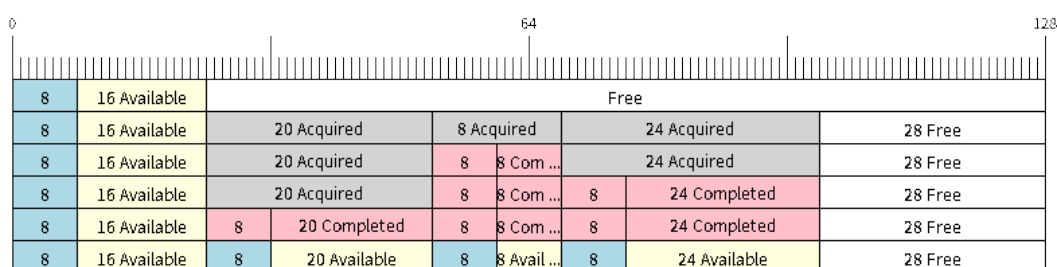 0 64 128
8 16 Available Free
8 16 Available 20 Acquired 8 Acquired 24 Acquired 28 Free
8 16 Available 20 Acquired 8 8 Com ... 24 Acquired 28 Free
8 16 Available 20 Acquired 8 8 Com ... 8 24 Completed 28 Free
8 16 Available 8 20 Completed 8 8 Com ... 8 24 Completed 28 Free
8 16 Available 8 20 Available 8 8 Avail ... 8 24 Available 28 Free